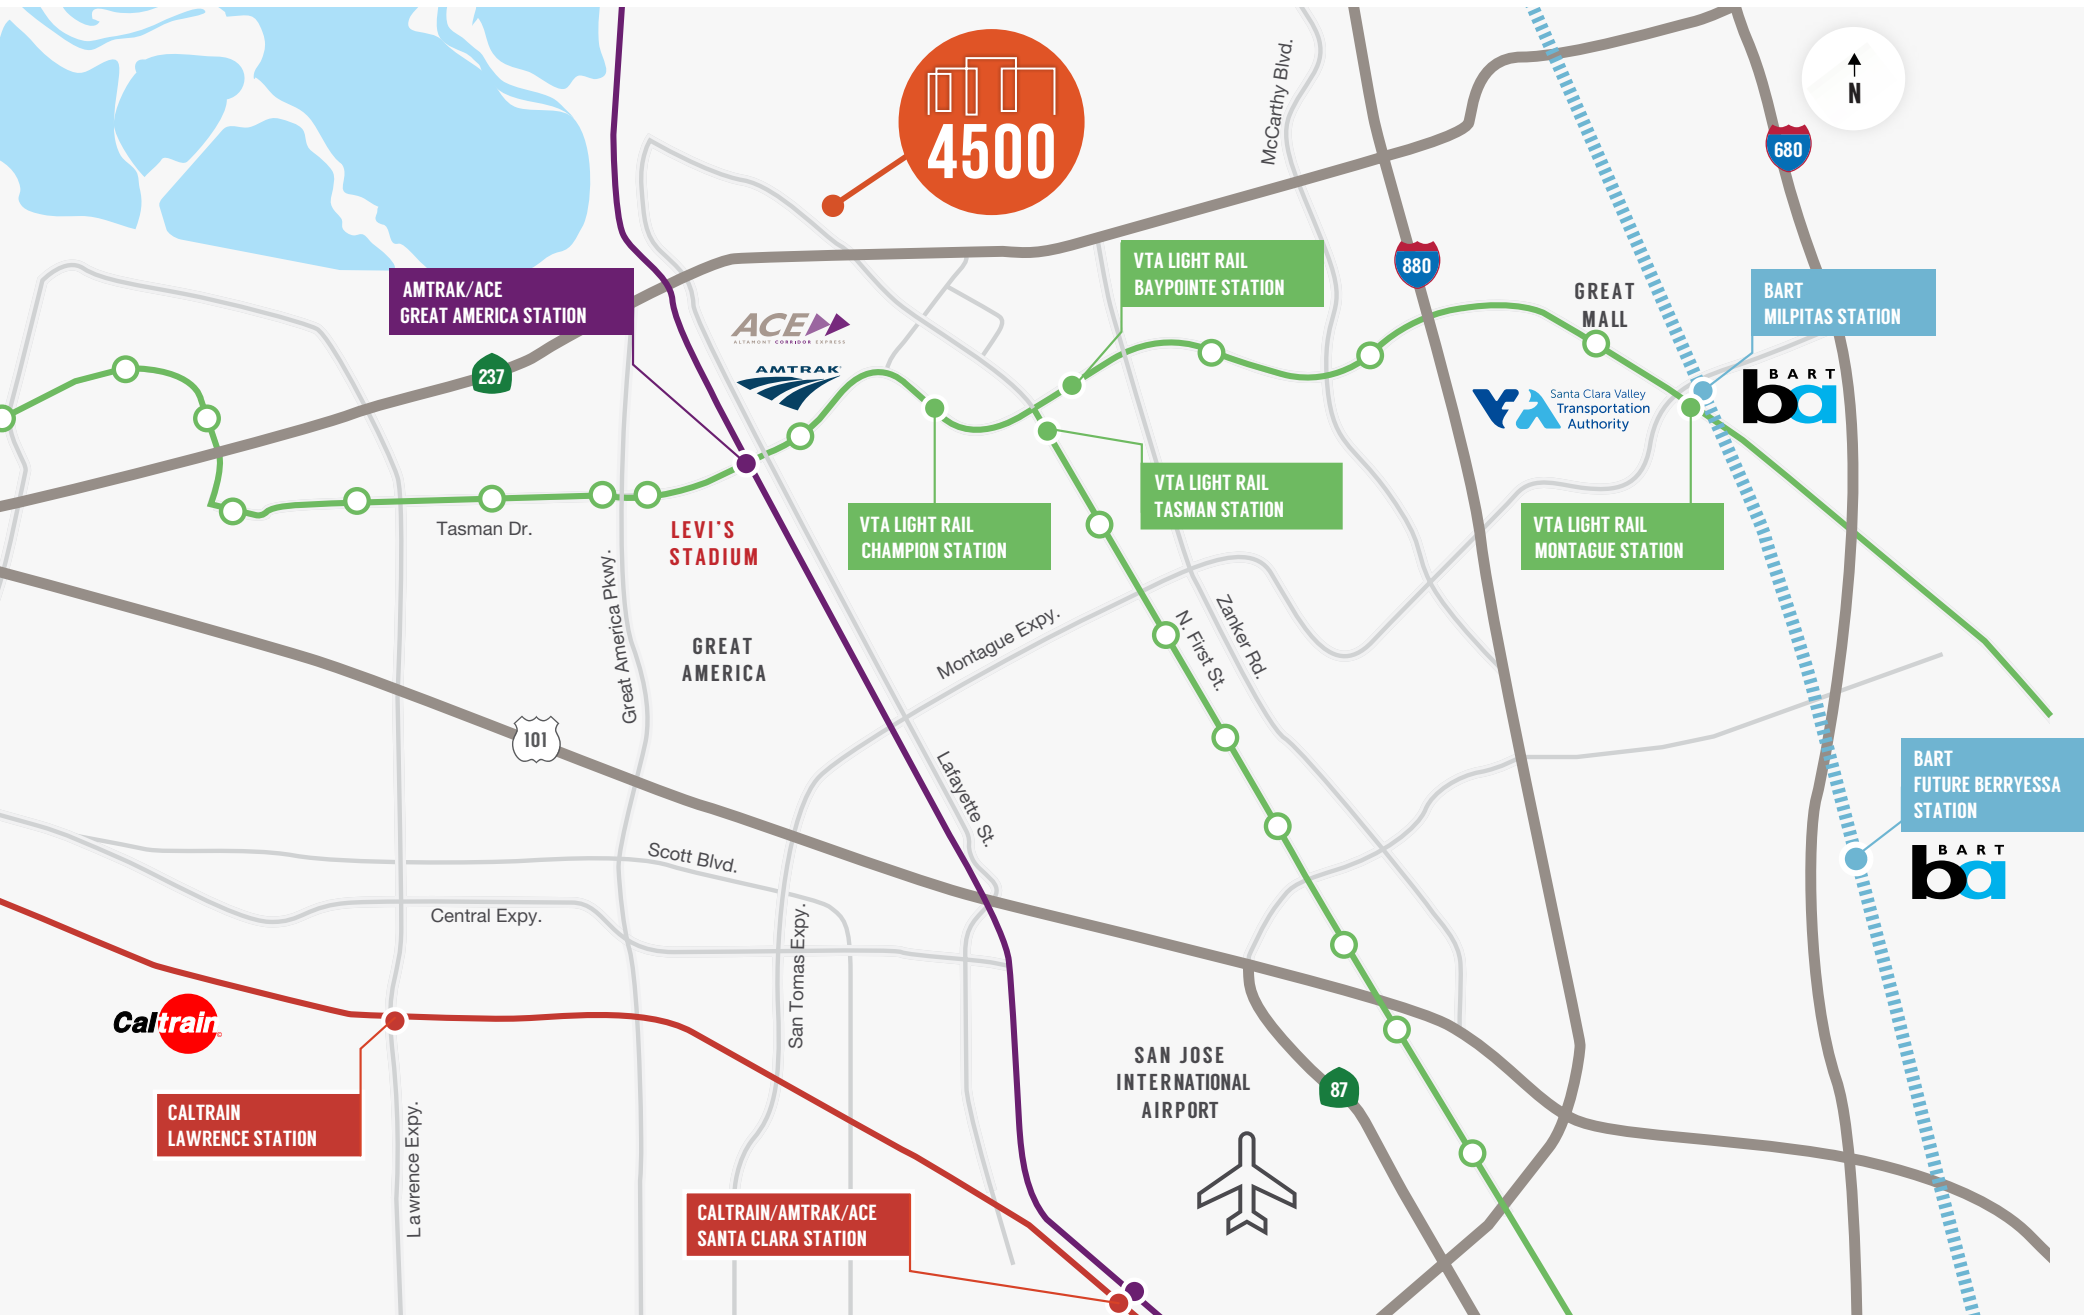 4500
McCarthy Blvd.
N
680
880
AMTRAK/ACE
GREAT AMERICA STATION
VTA LIGHT RAIL
BAYPOINTE STATION
GREAT
MALL
BART
MILPITAS STATION
ACE
ALTAMONT CORRIDOR EXPRESS
237
AMTRAK
Santa Clara Valley
Transportation
Authority
BART
ba
VTA LIGHT RAIL
TASMAN STATION
Tasman Dr.
LEVI'S
STADIUM
VTA LIGHT RAIL
CHAMPION STATION
VTA LIGHT RAIL
MONTAGUE STATION
Great America Pkwy.
GREAT
AMERICA
Montague Expy.
N. First St.
Zanker Rd.
101
Lafayette St.
BART
FUTURE BERRYESSA
STATION
BART
ba
Scott Blvd.
Central Expy.
San Tomas Expy.
Caltrain
SAN JOSE
INTERNATIONAL
AIRPORT
87
CALTRAIN
LAWRENCE STATION
Lawrence Expy.
CALTRAIN/AMTRAK/ACE
SANTA CLARA STATION